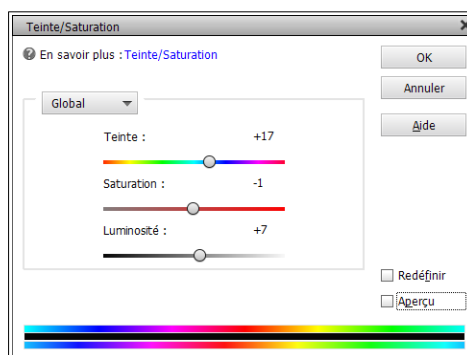 Teinte/Saturation
En savoir plus : Teinte/Saturation
OK
Annuler
Aide
Global
Teinte : +17
Saturation : -1
Luminosité : +7
Redéfinir
Aperçu